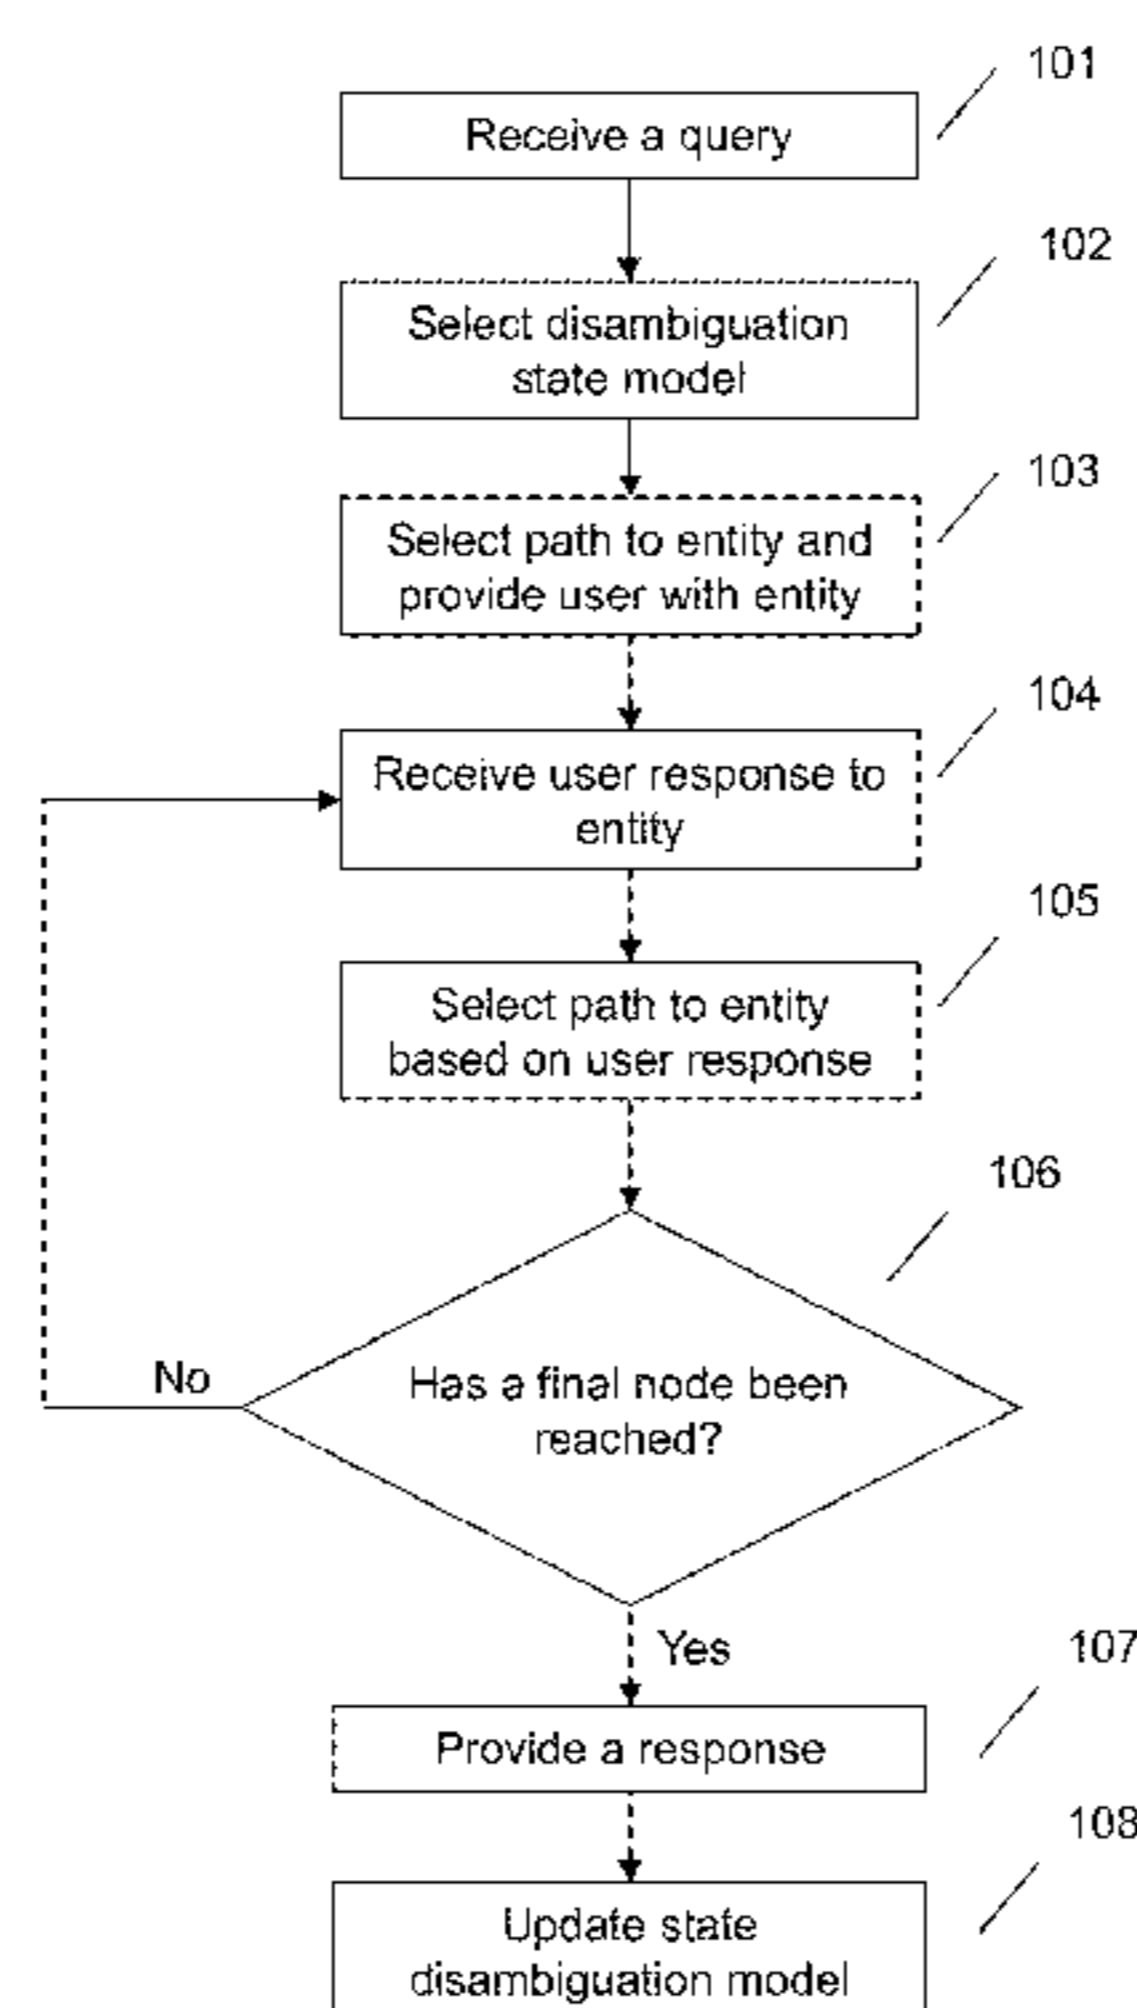 101
Receive a query
102
Select disambiguation
state model
103
Select path to entity and
provide user with entity
104
Receive user response to
entity
105
Select path to entity
based on user response
106
Has a final node been
reached?
No
Yes
107
Provide a response
108
Update state
disambiguation model